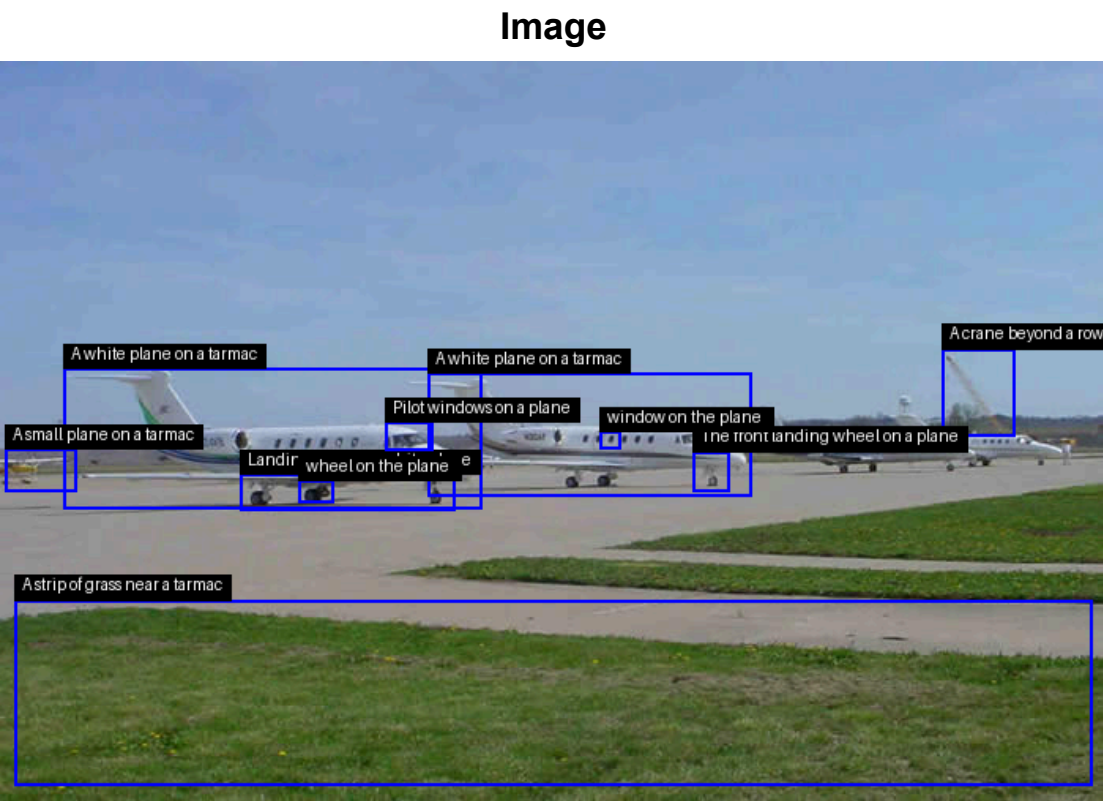 Image
A crane beyond a row
A white plane on a tarmac
A white plane on a tarmac
Pilot windows on a plane
window on the plane
A small plane on a tarmac
The front landing wheel on a plane
Landin
wheel on the plane
e
A strip of grass near a tarmac